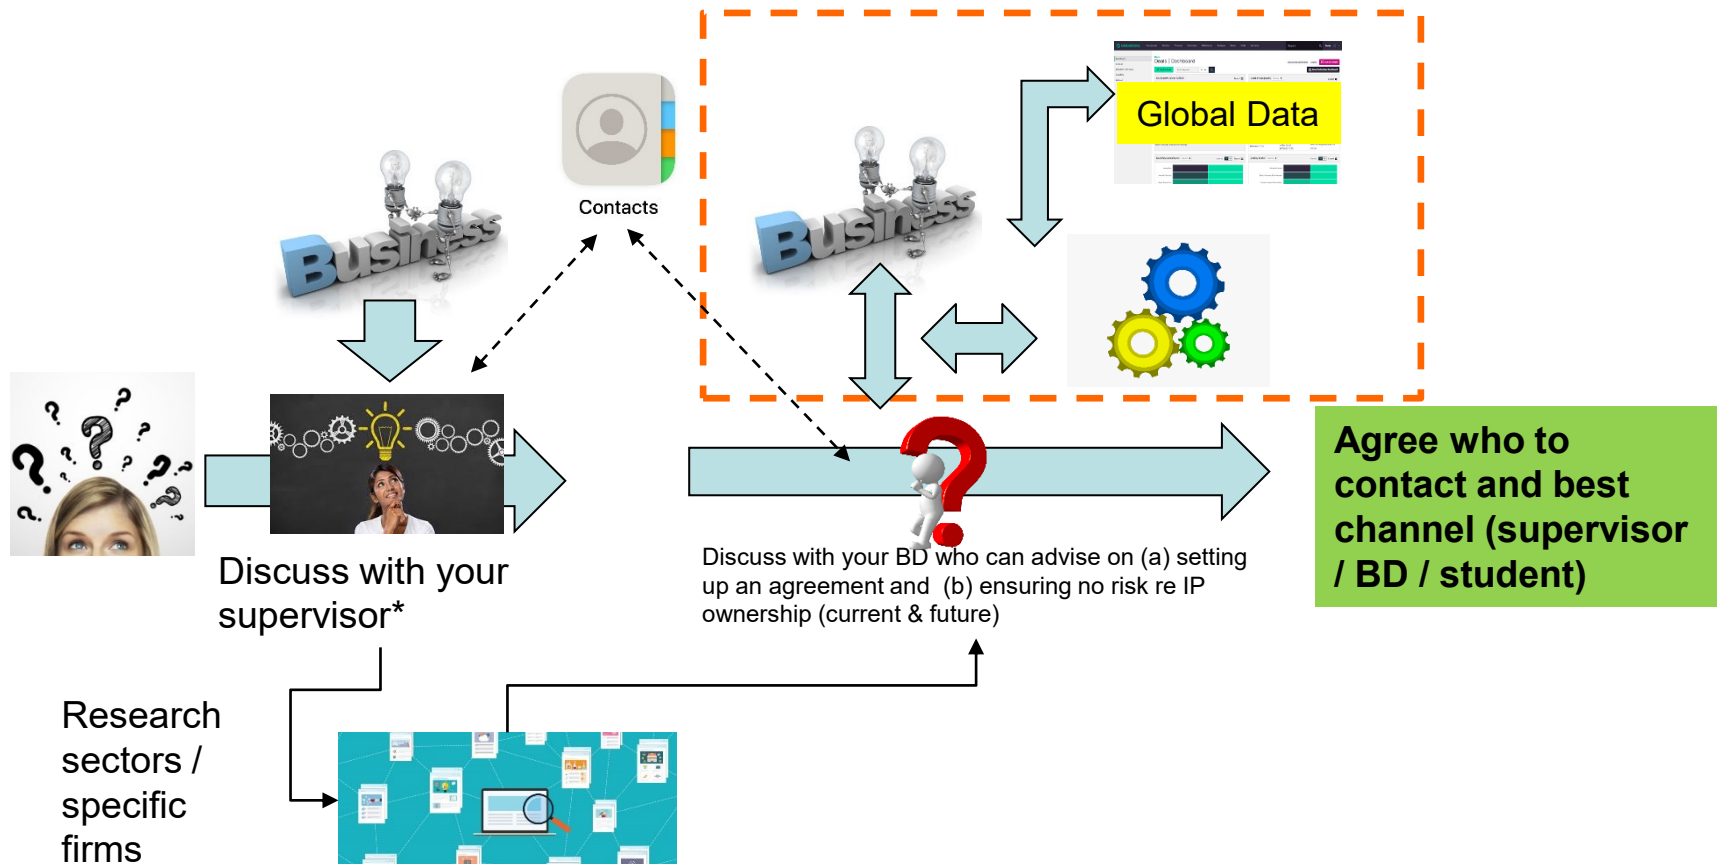 Deals | Dashboard
Global Data
Contacts
Business
Business
Discuss with your
supervisor*
Discuss with your BD who can advise on (a) setting
up an agreement and  (b) ensuring no risk re IP
ownership (current & future)
Agree who to
contact and best
channel (supervisor
/ BD / student)
Research
sectors /
specific
firms